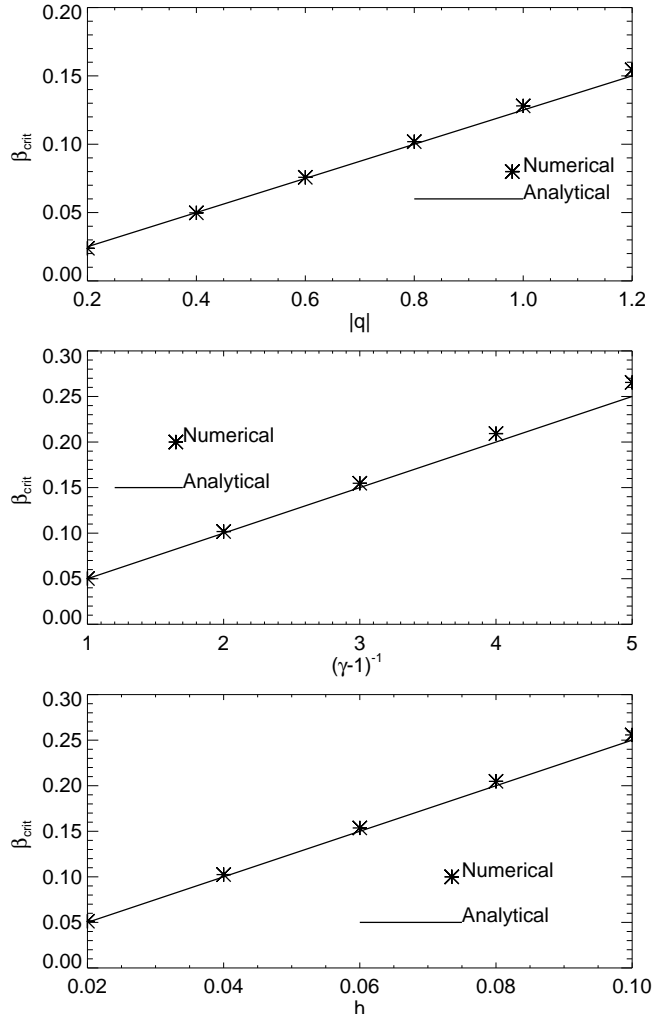 0.20
0.15
0.10
0.05
0.00
β_crit
Numerical
Analytical
0.2 0.4 0.6 0.8 1.0 1.2
|q|
0.30
0.25
0.20
0.15
0.10
0.05
0.00
β_crit
Numerical
Analytical
1 2 3 4 5
(γ-1)^-1
0.30
0.25
0.20
0.15
0.10
0.05
0.00
β_crit
Numerical
Analytical
0.02 0.04 0.06 0.08 0.10
h